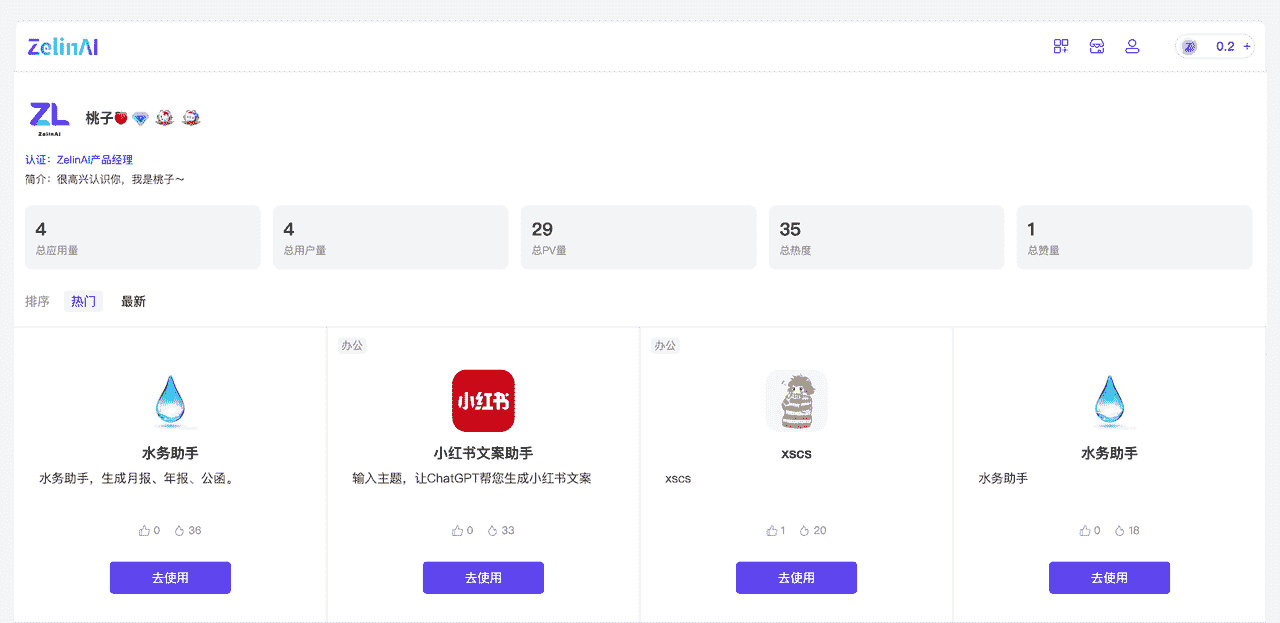 ZelinAI
0.2 +
ZL
ZelinAI
桃子
认证：ZelinAI产品经理
简介：很高兴认识你，我是桃子～
4
总应用量
4
总用户量
29
总PV量
35
总热度
1
总赞量
排序 热门 最新
水务助手
水务助手，生成月报、年报、公函。
0 36
去使用
办公
小红书
小红书文案助手
输入主题，让ChatGPT帮您生成小红书文案
0 33
去使用
办公
xscs
xscs
1 20
去使用
水务助手
水务助手
0 18
去使用